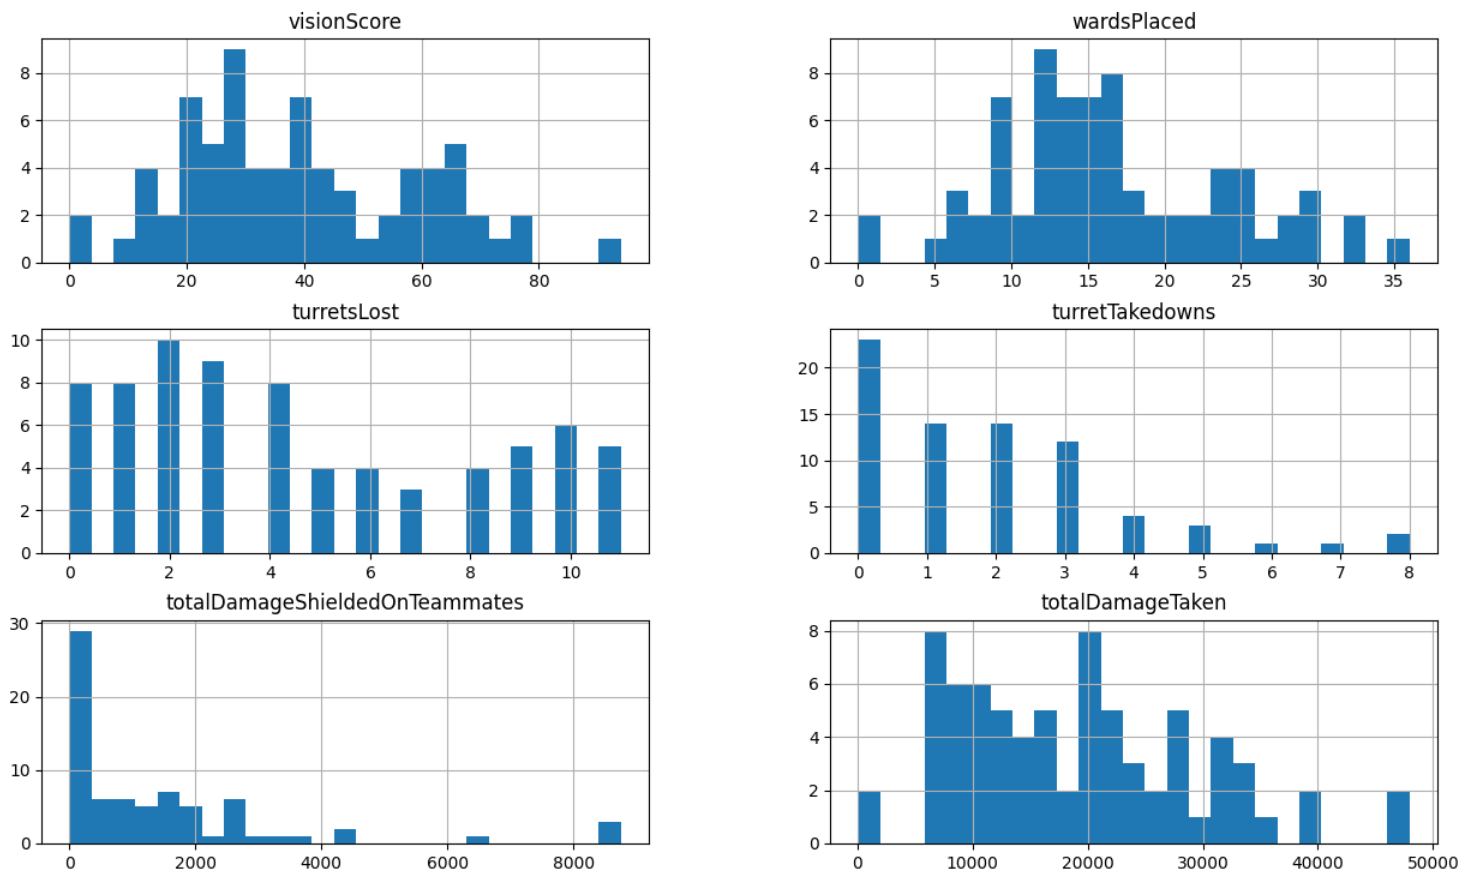 visionScore
8
6
4
2
0
0 20 40 60 80
wardsPlaced
8
6
4
2
0
0 5 10 15 20 25 30 35
turretsLost
10
8
6
4
2
0
0 2 4 6 8 10
turretTakedowns
20
15
10
5
0
0 1 2 3 4 5 6 7 8
totalDamageShieldedOnTeammates
30
20
10
0
0 2000 4000 6000 8000
totalDamageTaken
8
6
4
2
0
0 10000 20000 30000 40000 50000